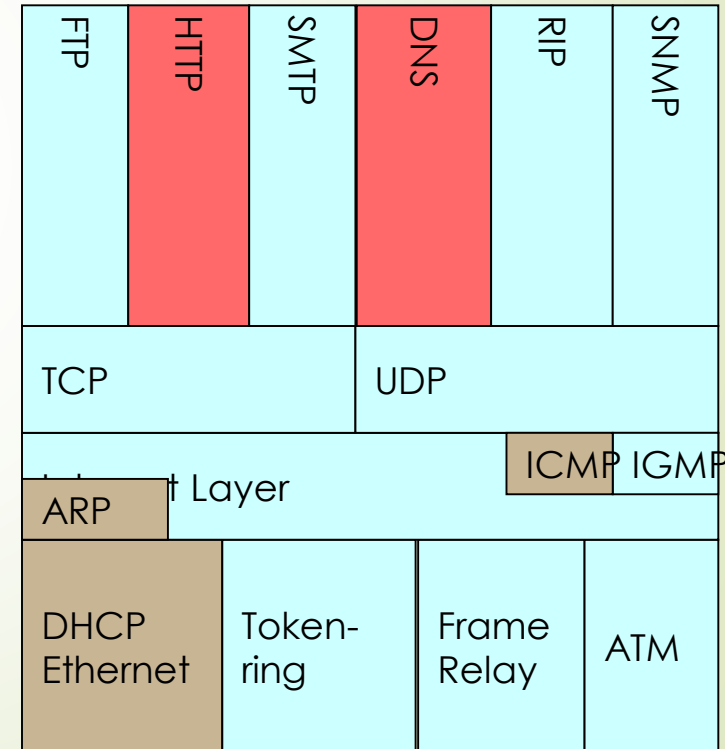 FTP
HTTP
SMTP
DNS
RIP
SNMP
TCP
UDP
ICMP
IGMP
Layer
ARP
DHCP
Ethernet
Token-
ring
Frame
Relay
ATM